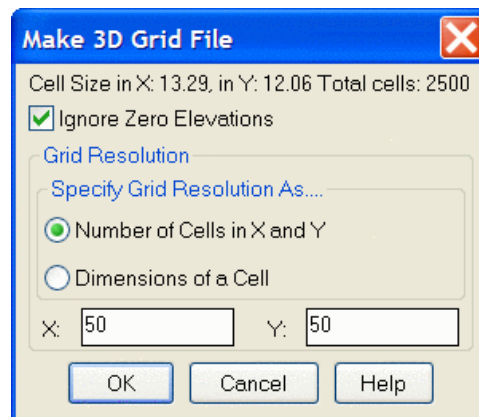 Make 3D Grid File
Cell Size in X: 13.29, in Y: 12.06 Total cells: 2500
Ignore Zero Elevations
Grid Resolution
Specify Grid Resolution As....
Number of Cells in X and Y
Dimensions of a Cell
X: 50 Y: 50
OK Cancel Help